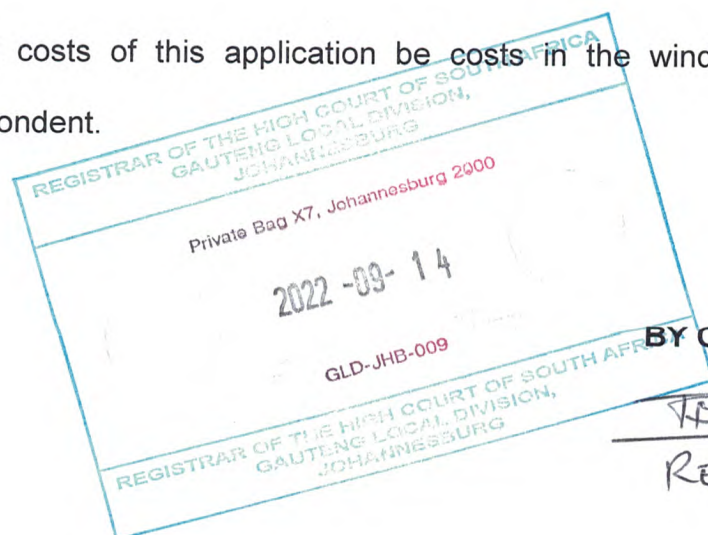 costs of this application be costs in the wind
ondent.
REGISTRAR OF THE HIGH COURT OF SOUTH AFRICA
GAUTENG LOCAL DIVISION,
JOHANNESBURG
Private Bag X7, Johannesburg 2000
2022 -09- 14
GLD-JHB-009
BY C
REGISTRAR OF THE HIGH COURT OF SOUTH AFRICA
GAUTENG LOCAL DIVISION,
JOHANNESBURG
RE